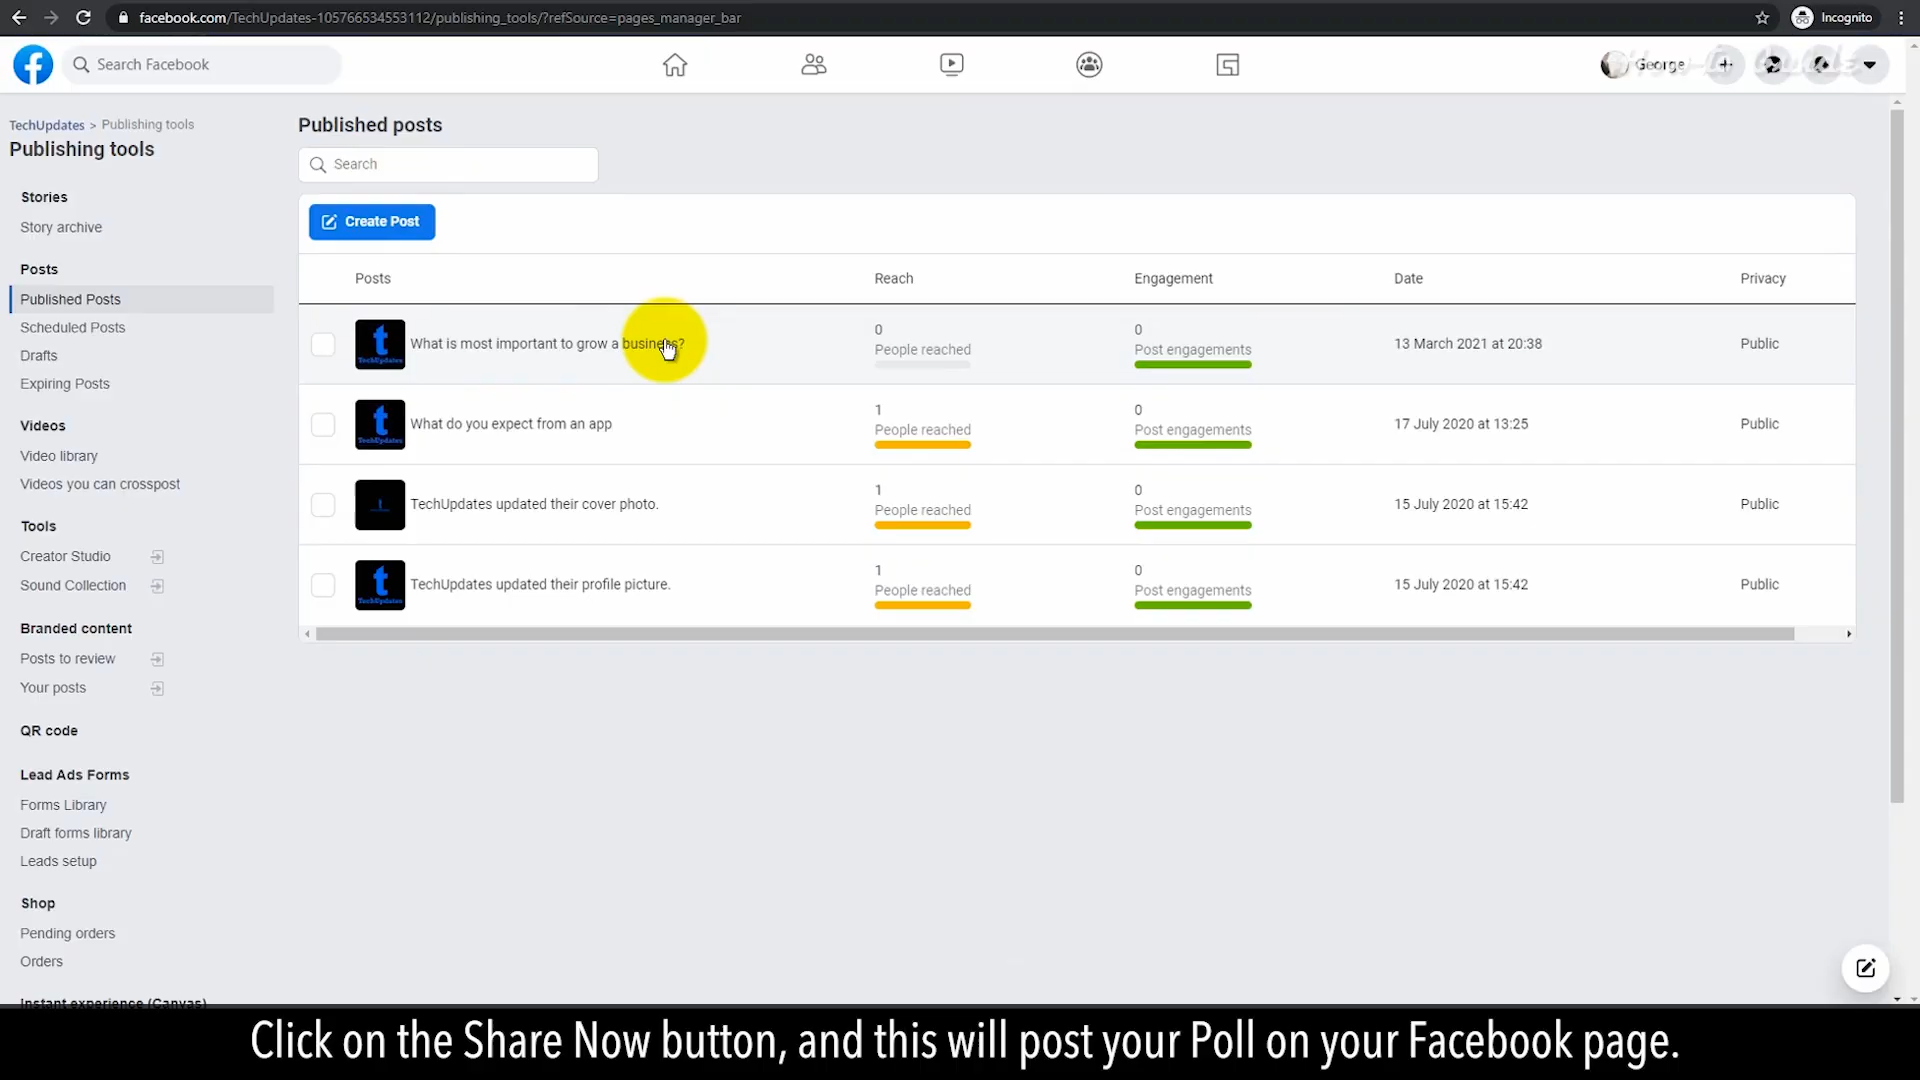 facebook.com/TechUpdates-105766534553112/publishing_tools/?refSource=pages_manager_bar
Incognito
Search Facebook
George
TechUpdates > Publishing tools
Publishing tools
Stories
Story archive
Posts
Published Posts
Scheduled Posts
Drafts
Expiring Posts
Videos
Video library
Videos you can crosspost
Tools
Creator Studio
Sound Collection
Branded content
Posts to review
Your posts
QR code
Lead Ads Forms
Forms Library
Draft forms library
Leads setup
Shop
Pending orders
Orders
Instant experience (Canvas)
Published posts
Search
Create Post
Posts Reach Engagement Date Privacy
t TechUpdates What is most important to grow a business? 0 People reached 0 Post engagements 13 March 2021 at 20:38 Public
t TechUpdates What do you expect from an app 1 People reached 0 Post engagements 17 July 2020 at 13:25 Public
TechUpdates updated their cover photo. 1 People reached 0 Post engagements 15 July 2020 at 15:42 Public
t TechUpdates TechUpdates updated their profile picture. 1 People reached 0 Post engagements 15 July 2020 at 15:42 Public
Click on the Share Now button, and this will post your Poll on your Facebook page.